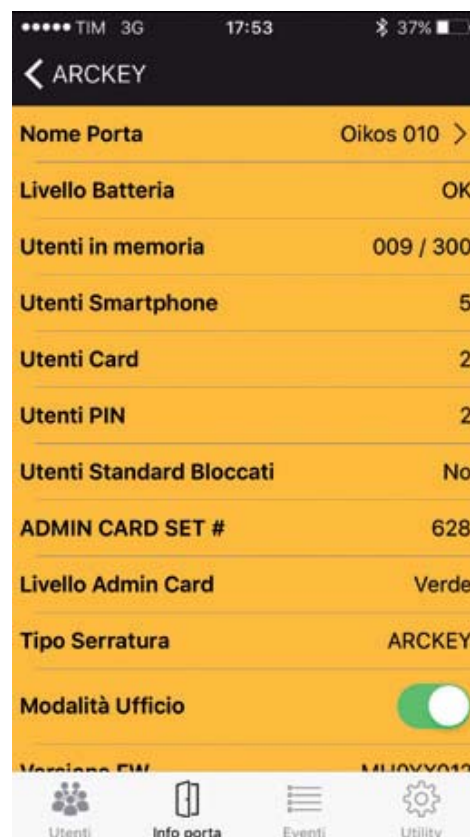 TIM 3G 17:53 37%
ARCKEY
Nome Porta Oikos 010
Livello Batteria OK
Utenti in memoria 009 / 300
Utenti Smartphone 5
Utenti Card 2
Utenti PIN 2
Utenti Standard Bloccati No
ADMIN CARD SET # 628
Livello Admin Card Verde
Tipo Serratura ARCKEY
Modalità Ufficio
Versione FW
Utenti Info porta Eventi Utility